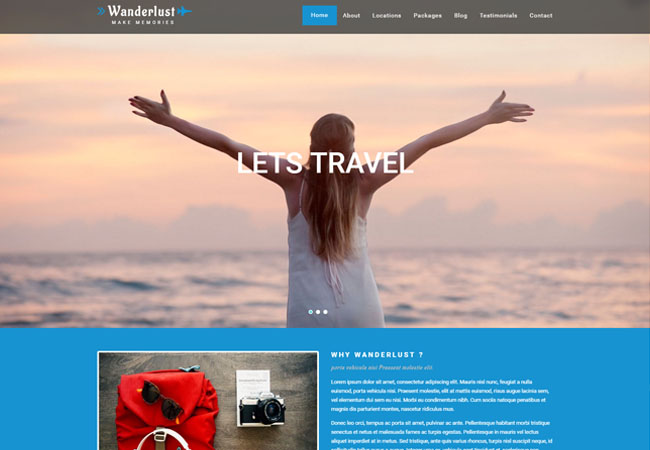 Wanderlust
MAKE MEMORIES
Home About Locations Packages Blog Testimonials Contact
LETS TRAVEL
WHY WANDERLUST ?
porta vehicula nisi Praesent molestie elit
Lorem ipsum dolor sit amet, consectetur adipiscing elit. Mauris nisi nunc, feugiat a nulla
euismod, porta vehicula nisi. Praesent molestie, elit at mattis euismod, risus augue lacinia sem,
vel elementum dui sem eu nisi. Morbi eu condimentum nibh. Cum sociis natoque penatibus et
magnis dis parturient montes, nascetur ridiculus mus.
Donec leo orci, tempus ac porta sit amet, pulvinar ac ante. Pellentesque habitant morbi tristique
senectus et netus et malesuada fames ac turpis egestas. Pellentesque in mauris vel lectus
aliquet imperdiet at in metus. Sed tristique, ante quis varius rhoncus, turpis nisl suscipit neque, id